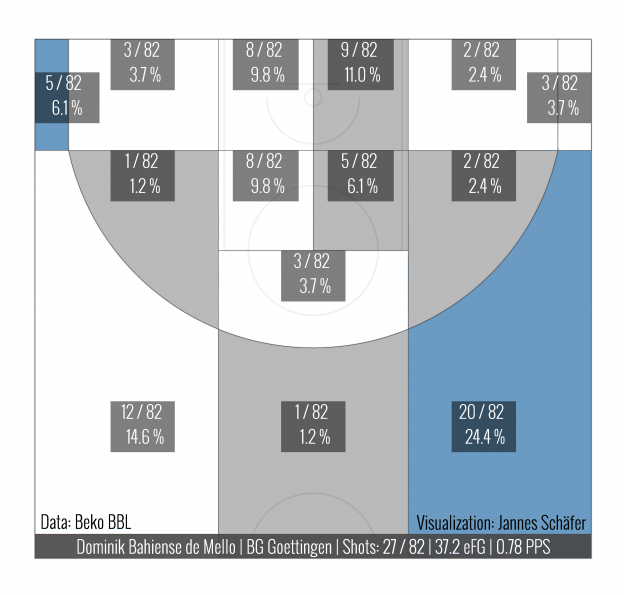 3 / 82
3.7 %
8 / 82
9.8 %
9 / 82
11.0 %
2 / 82
2.4 %
5 / 82
6.1 %
3 / 82
3.7 %
1 / 82
1.2 %
8 / 82
9.8 %
5 / 82
6.1 %
2 / 82
2.4 %
3 / 82
3.7 %
12 / 82
14.6 %
1 / 82
1.2 %
20 / 82
24.4 %
Data: Beko BBL
Visualization: Jannes Schäfer
Dominik Bahiense de Mello | BG Goettingen | Shots: 27 / 82 | 37.2 eFG | 0.78 PPS